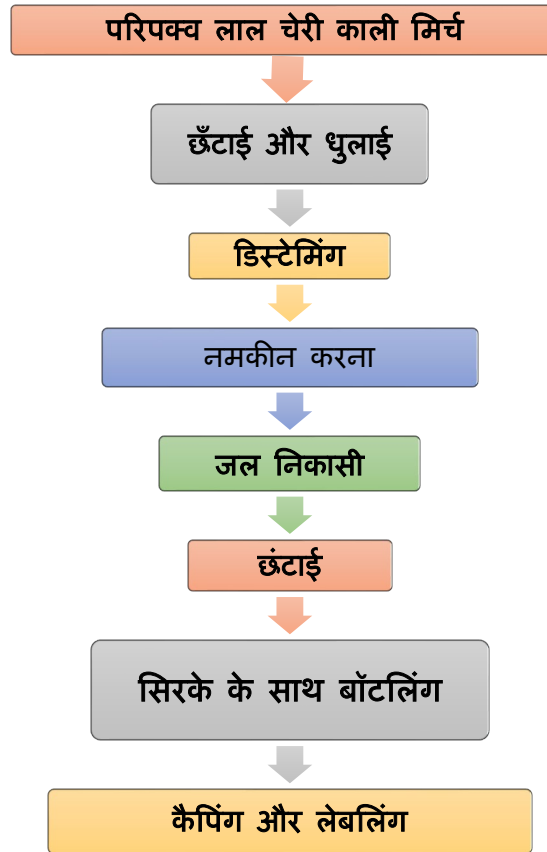 परिपक्व लाल चेरी काली मिर्च
छँटाई और धुलाई
डिस्टेमिंग
नमकीन करना
जल निकासी
छंटाई
सिरके के साथ बॉटलिंग
कैपिंग और लेबलिंग